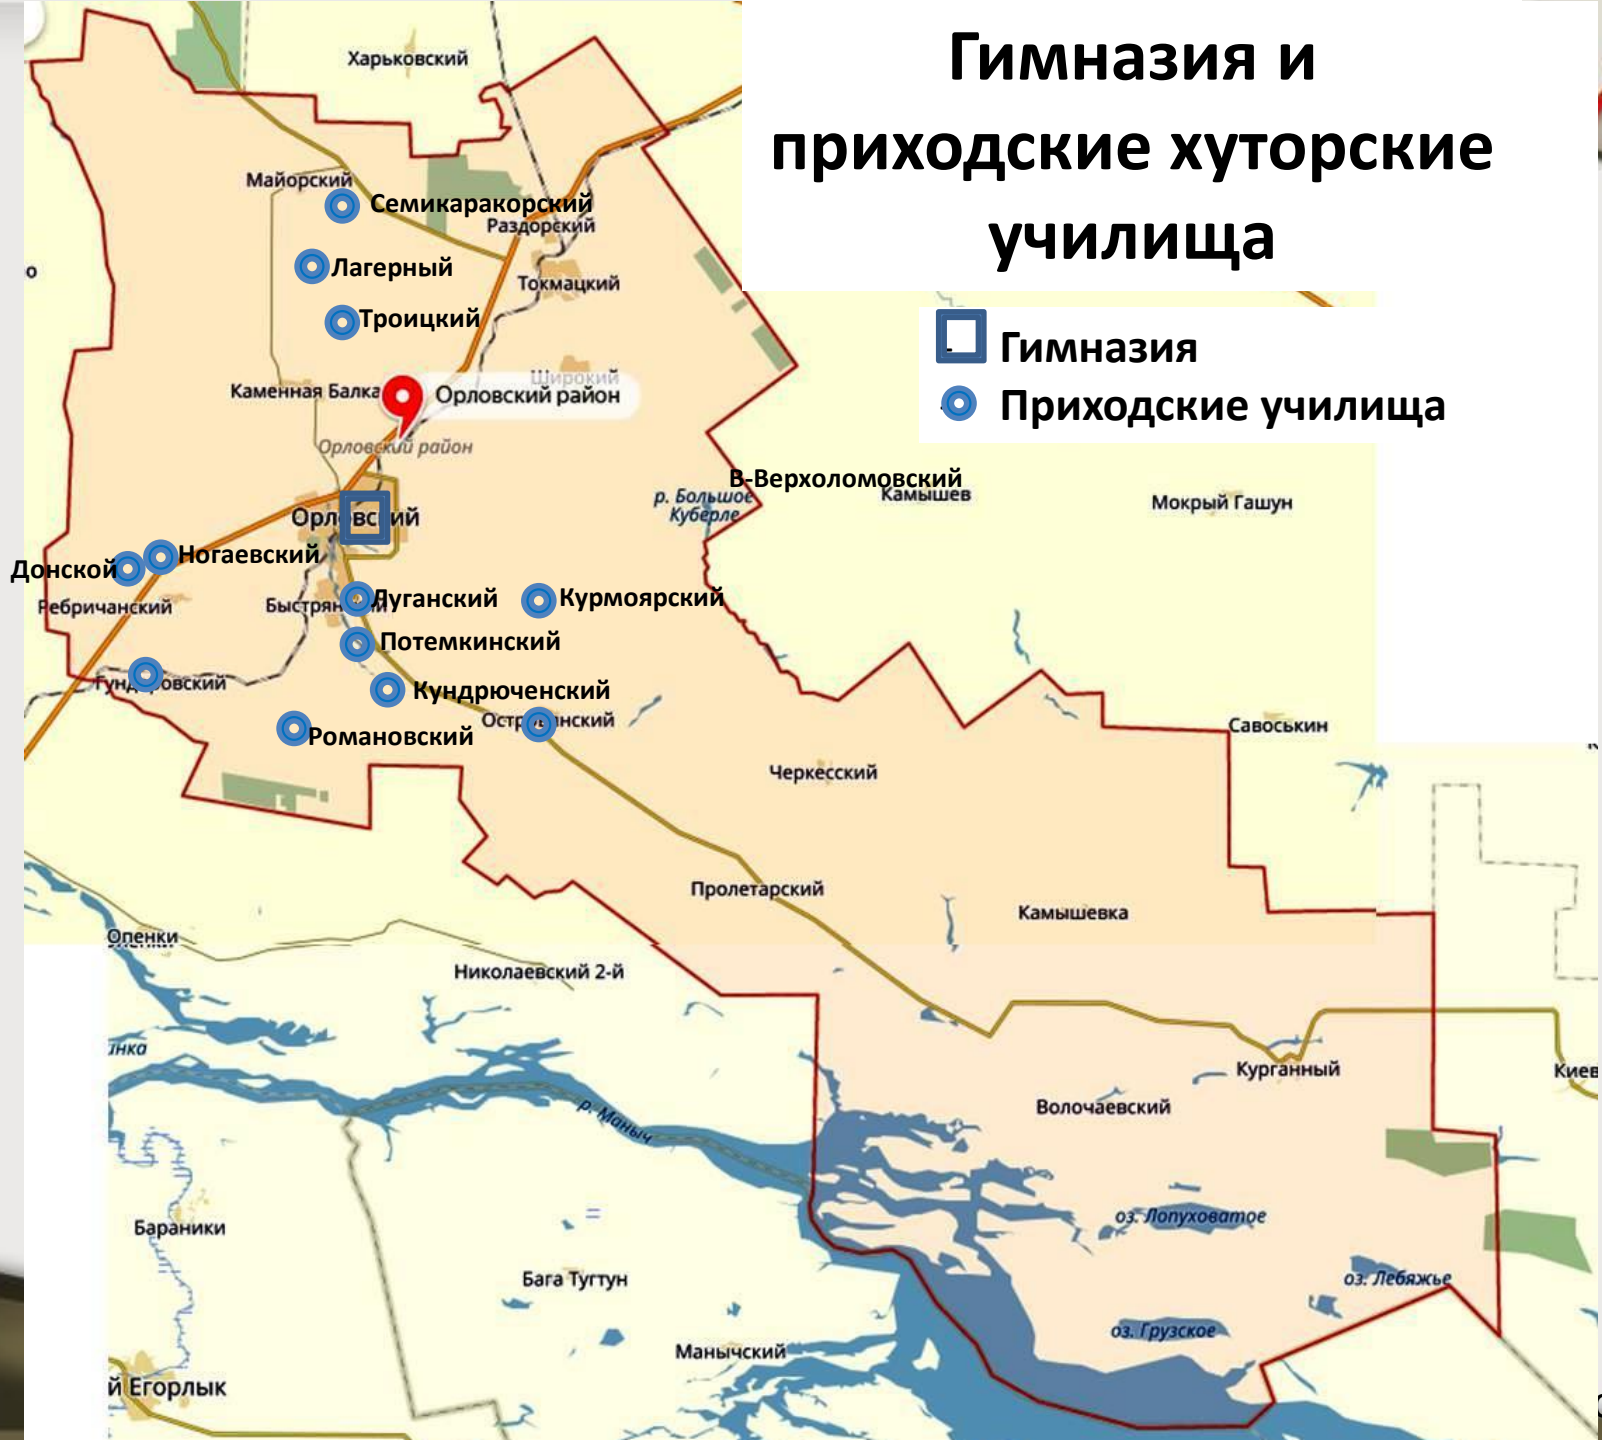 Гимназия и
приходские хуторские
училища
Гимназия
Приходские училища
Харьковский
Майорский
Семикаракорский
Раздорский
Лагерный
Токмацкий
Троицкий
Широкий
Каменная Балка
Орловский район
Орловский район
В-Верхоломовский
р. Большое
Куберле
Камышев
Мокрый Гашун
Орловский
Ногаевский
Донской
Ребричанский
Луганский
Курмоярский
Потемкинский
Гундоровский
Кундрюченский
Островянский
Романовский
Савоськин
Черкесский
Пролетарский
Камышевка
Опенки
Николаевский 2-й
инка
Курганный
Киев
р. Маныч
Волочаевский
оз. Лопуховатое
Бараники
Бага Тугтун
оз. Лебяжье
оз. Грузское
Манычский
й Егорлык